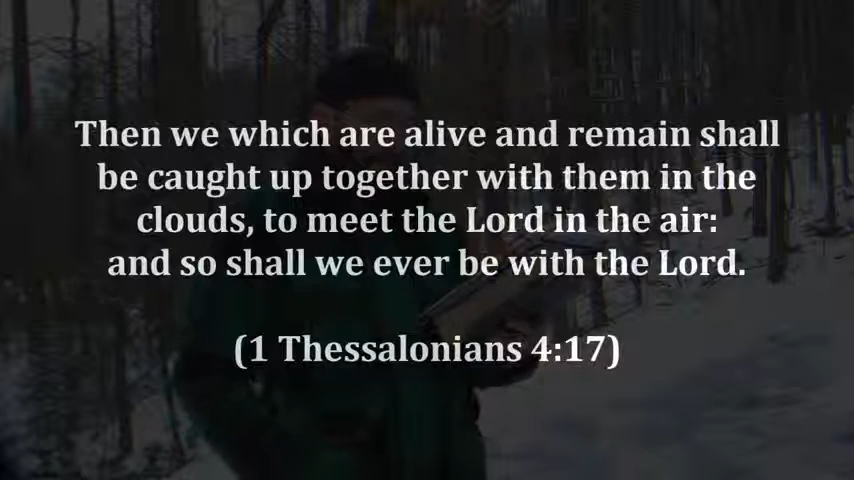 Then we which are alive and remain shall
be caught up together with them in the
clouds, to meet the Lord in the air:
and so shall we ever be with the Lord.
(1 Thessalonians 4:17)